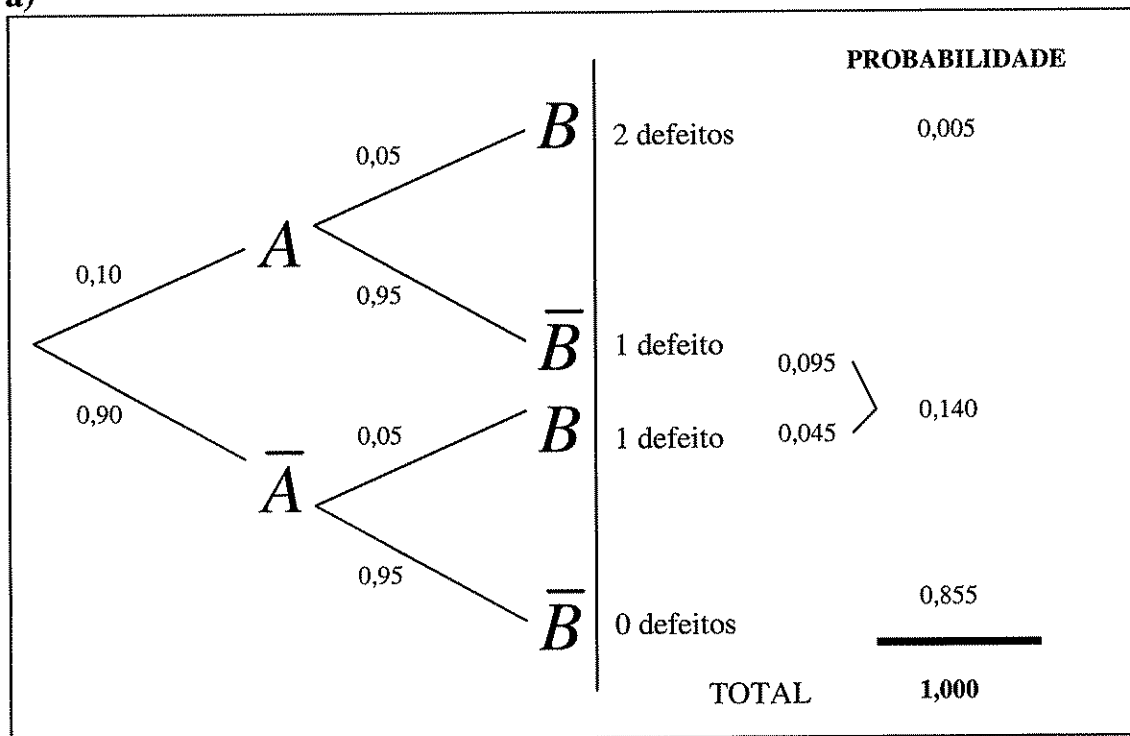 a)
PROBABILIDADE
B 2 defeitos 0,005
0,05
A
0,10
0,95
B̅ 1 defeito 0,095
0,140
0,90
0,05
B 1 defeito 0,045
A̅
0,95
0,855
B̅ 0 defeitos
TOTAL 1,000